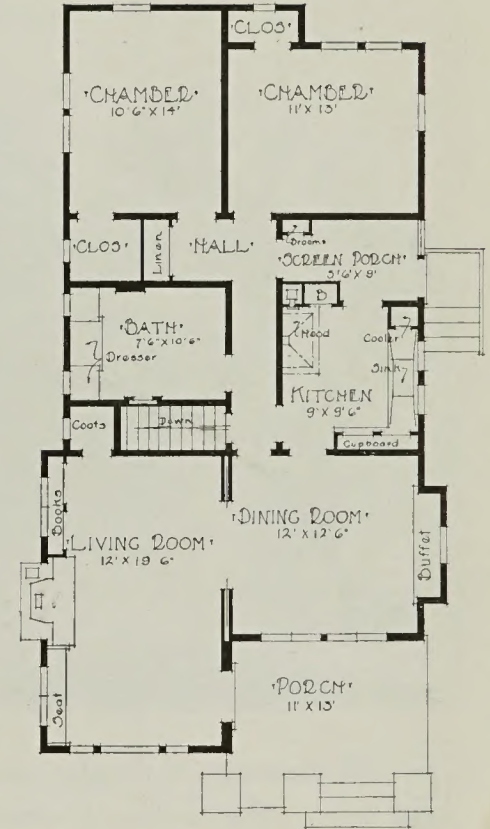 ·CLOS·
·CHAMBER·
10'6" X 14'
·CHAMBER·
11' X 13'
·CLOS·
Linen
·HALL·
Brooms
·SCREEN PORCH·
5'6" X 8'
B
Hood
Cooler
Sink
·BATH·
7'6" X 10'6"
Dresser
KITCHEN
9' X 9'6"
Coats
Down
Cupboard
Books
·LIVING ROOM·
12' X 19' 6"
·DINING ROOM·
12' X 12' 6"
Buffet
Seat
·PORCH·
11' X 13'